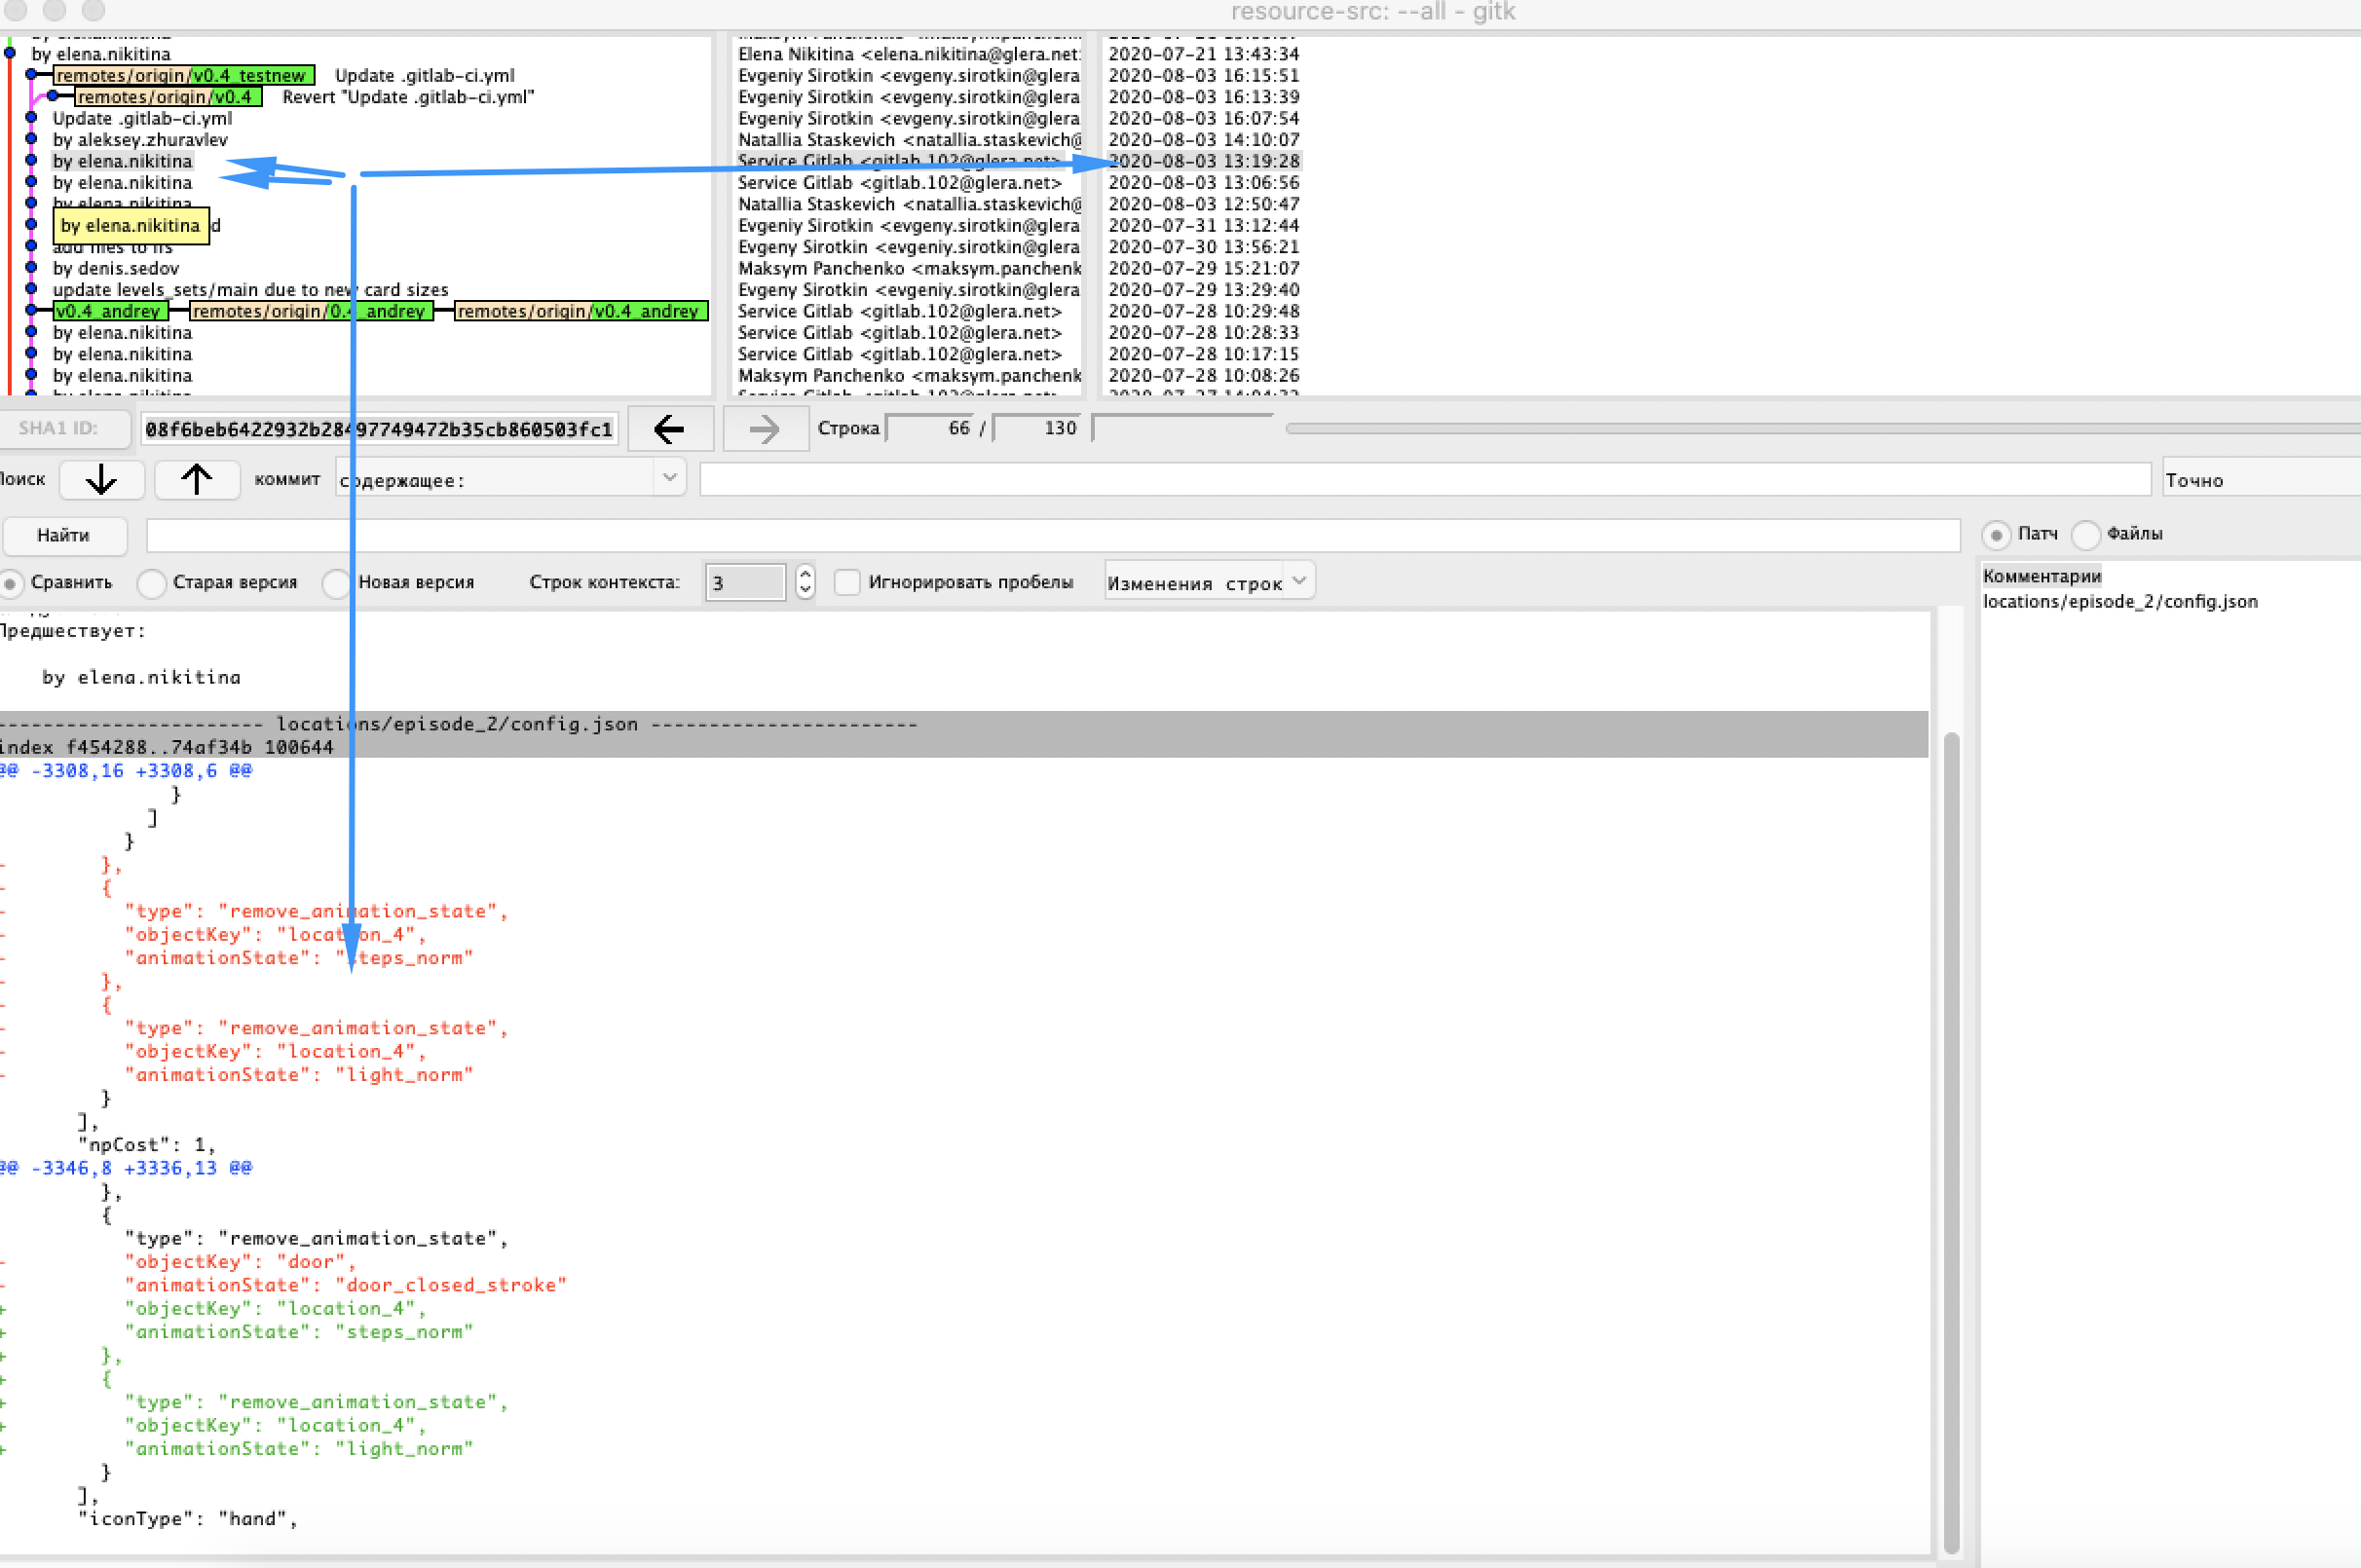 resource-src: --all - gitk
by elena.nikitina Elena Nikitina <elena.nikitina@glera.net> 2020-07-21 13:43:34
remotes/origin/v0.4_testnew Update .gitlab-ci.yml Evgeniy Sirotkin <evgeniy.sirotkin@glera 2020-08-03 16:15:51
remotes/origin/v0.4 Revert "Update .gitlab-ci.yml" Evgeniy Sirotkin <evgeniy.sirotkin@glera 2020-08-03 16:13:39
Update .gitlab-ci.yml Evgeniy Sirotkin <evgeniy.sirotkin@glera 2020-08-03 16:07:54
by aleksey.zhuravlev Natallia Staskevich <natallia.staskevich@ 2020-08-03 14:10:07
by elena.nikitina Service Gitlab <gitlab.102@glera.net> 2020-08-03 13:19:28
by elena.nikitina Service Gitlab <gitlab.102@glera.net> 2020-08-03 13:06:56
by elena.nikitina Natallia Staskevich <natallia.staskevich@ 2020-08-03 12:50:47
by elena.nikitina d Evgeniy Sirotkin <evgeniy.sirotkin@glera 2020-07-31 13:12:44
add files to lfs Evgeny Sirotkin <evgeniy.sirotkin@glera 2020-07-30 13:56:21
by denis.sedov Maksym Panchenko <maksym.panchenk 2020-07-29 15:21:07
update levels_sets/main due to new card sizes Evgeny Sirotkin <evgeniy.sirotkin@glera 2020-07-29 13:29:40
v0.4_andrey remotes/origin/0.4_andrey remotes/origin/v0.4_andrey Service Gitlab <gitlab.102@glera.net> 2020-07-28 10:29:48
by elena.nikitina Service Gitlab <gitlab.102@glera.net> 2020-07-28 10:28:33
by elena.nikitina Service Gitlab <gitlab.102@glera.net> 2020-07-28 10:17:15
by elena.nikitina Maksym Panchenko <maksym.panchenk 2020-07-28 10:08:26
SHA1 ID: 08f6beb6422932b28497749472b35cb860503fc1 Строка 66 / 130
Поиск коммит содержащее: Точно
Найти Патч Файлы
Сравнить Старая версия Новая версия Строк контекста: 3 Игнорировать пробелы Изменения строк
Комментарии
locations/episode_2/config.json
Предшествует:
by elena.nikitina
----------------------- locations/episode_2/config.json -----------------------
index f454288..74af34b 100644
@@ -3308,16 +3308,6 @@
}
]
}
- },
- {
- "type": "remove_animation_state",
- "objectKey": "location_4",
- "animationState": "steps_norm"
- },
- {
- "type": "remove_animation_state",
- "objectKey": "location_4",
- "animationState": "light_norm"
}
],
"npCost": 1,
@@ -3346,8 +3336,13 @@
},
{
"type": "remove_animation_state",
- "objectKey": "door",
- "animationState": "door_closed_stroke"
+ "objectKey": "location_4",
+ "animationState": "steps_norm"
+ },
+ {
+ "type": "remove_animation_state",
+ "objectKey": "location_4",
+ "animationState": "light_norm"
}
],
"iconType": "hand",